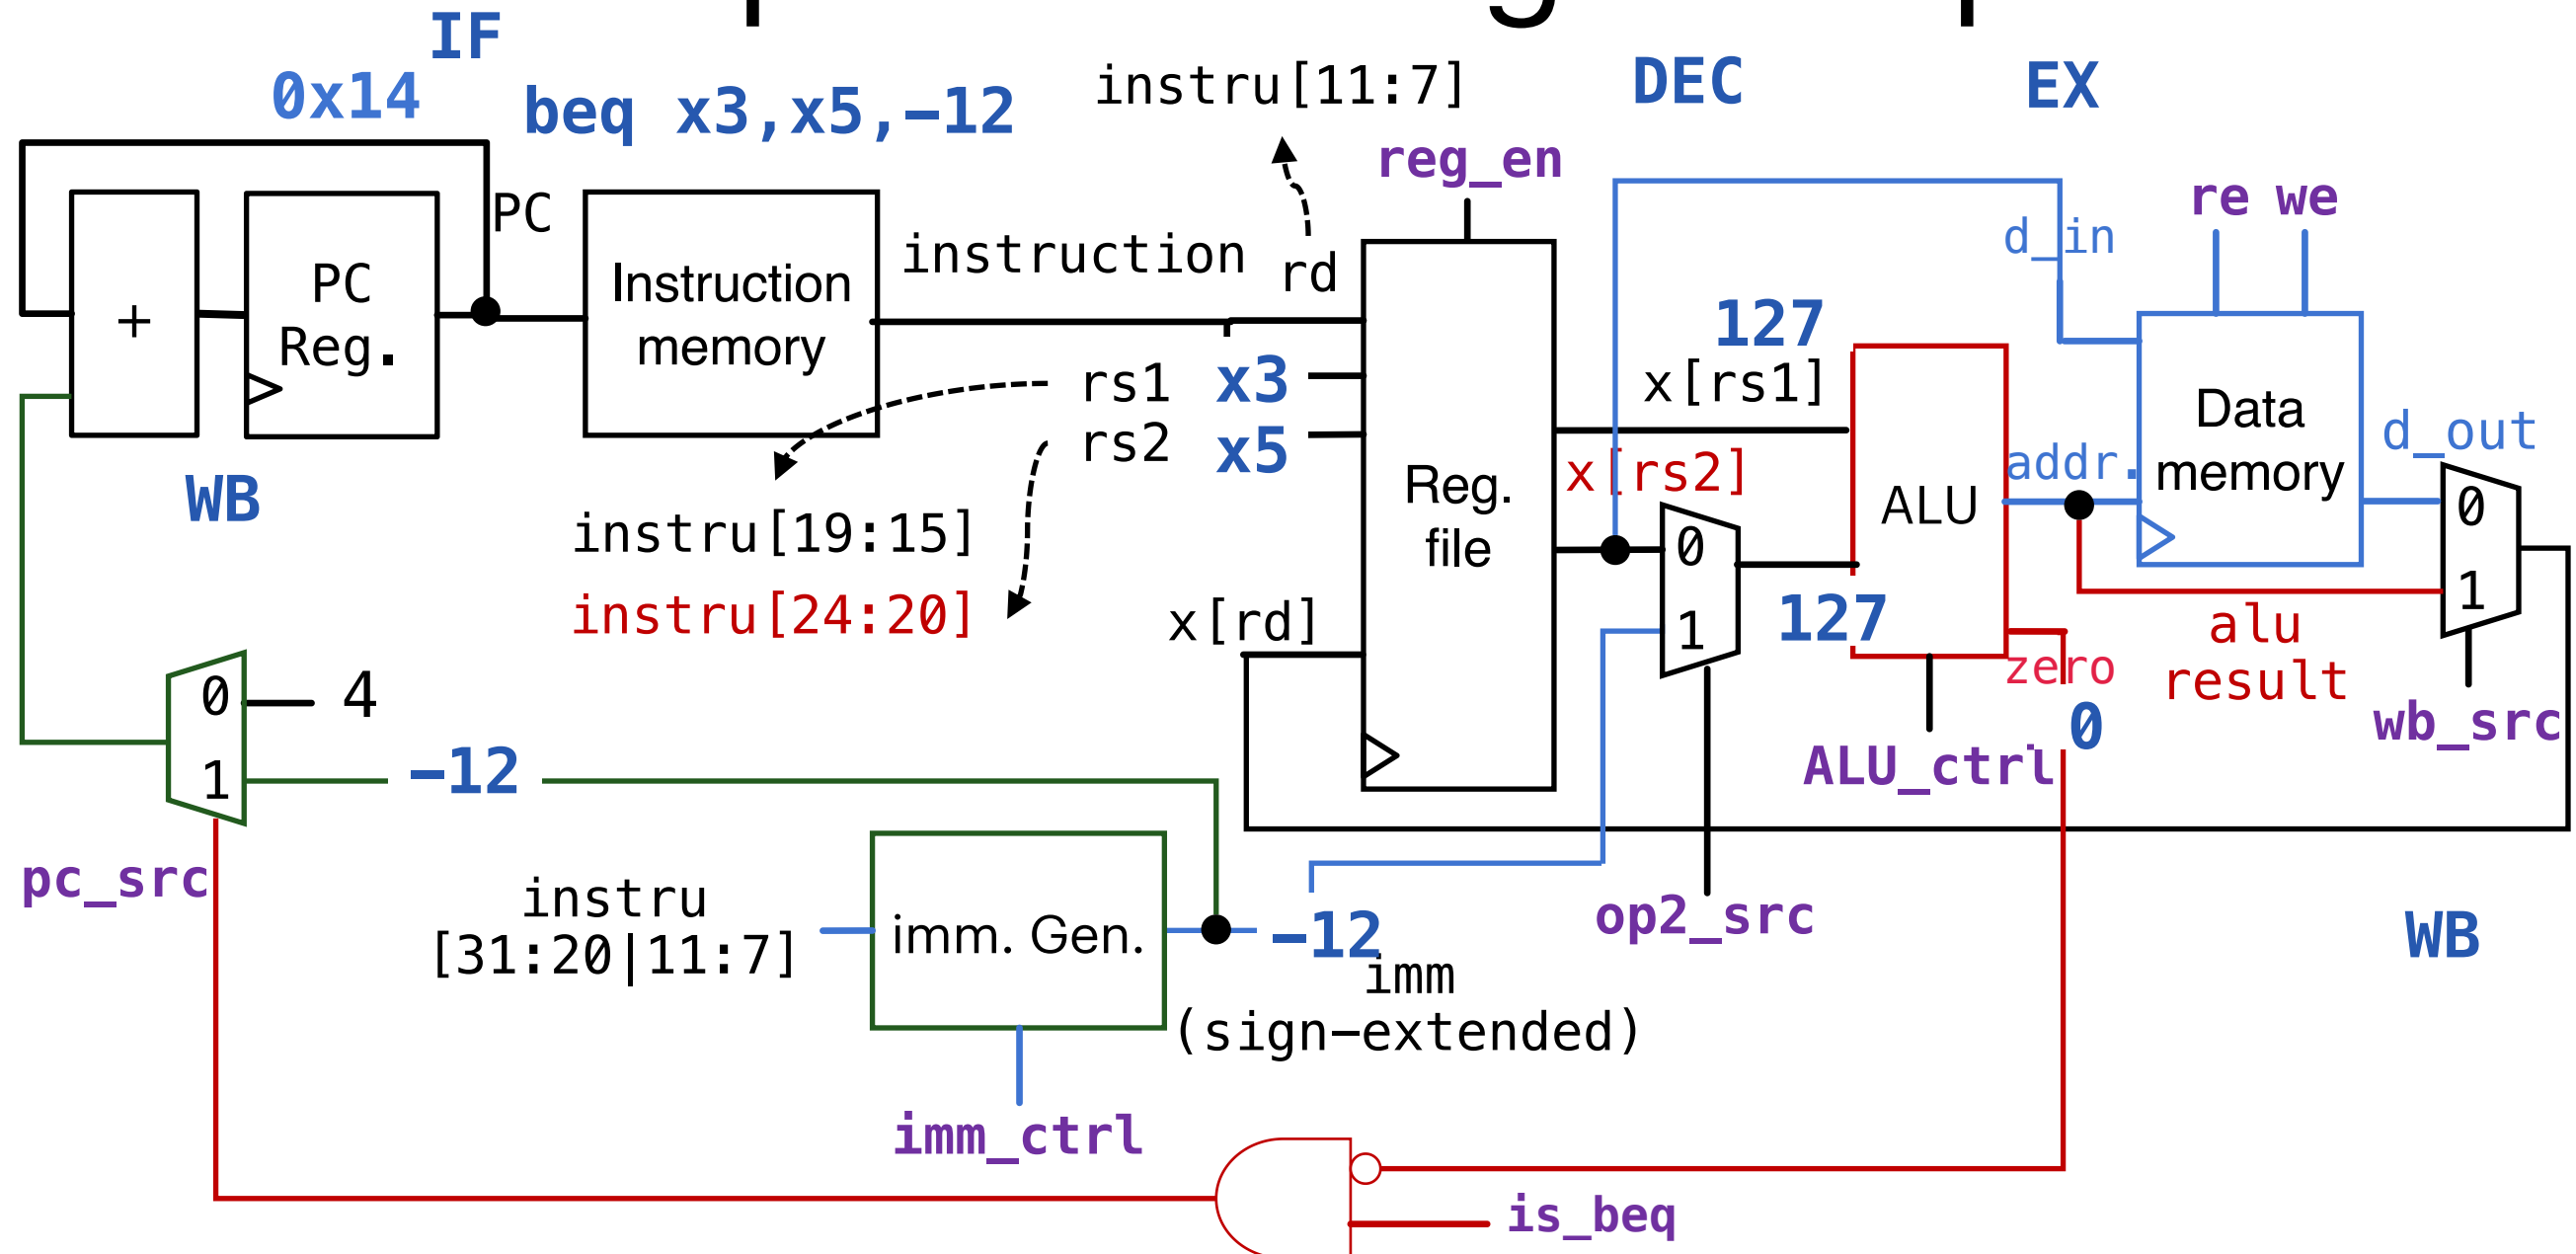 IF
0x14
beq x3,x5,−12
instru[11:7]
DEC
EX
reg_en
re we
PC
d_in
PC
Reg.
+
Instruction
memory
instruction
rd
127
x[rs1]
rs1 x3
rs2 x5
Reg.
file
x[rs2]
ALU
addr.
Data
memory
d_out
0
1
WB
instru[19:15]
instru[24:20]
x[rd]
0
1
127
zero
0
alu
result
wb_src
ALU_ctrl
0
1
4
−12
pc_src
instru
[31:20|11:7]
imm. Gen.
−12
imm
(sign−extended)
op2_src
WB
imm_ctrl
is_beq